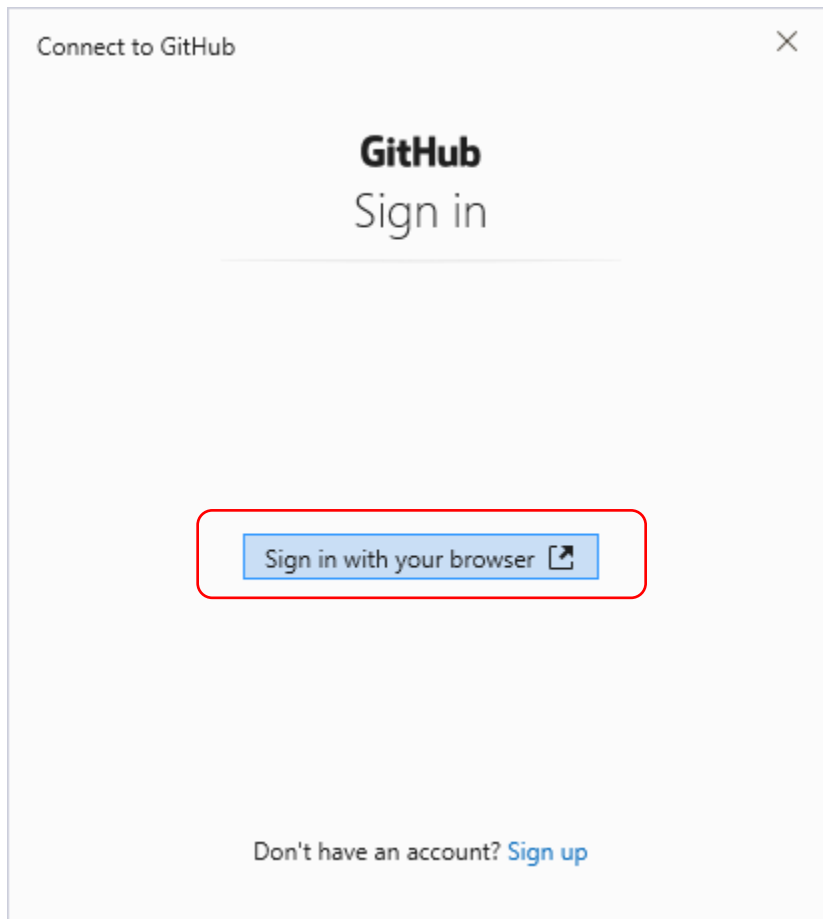 Connect to GitHub
GitHub
Sign in
Sign in with your browser
Don't have an account? Sign up